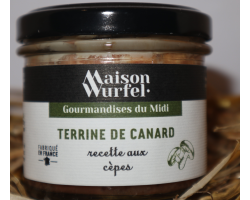 Maison
Wurfel
Gourmandises du Midi
TERRINE DE CANARD
FABRIQUÉ
EN FRANCE
recette aux
cèpes